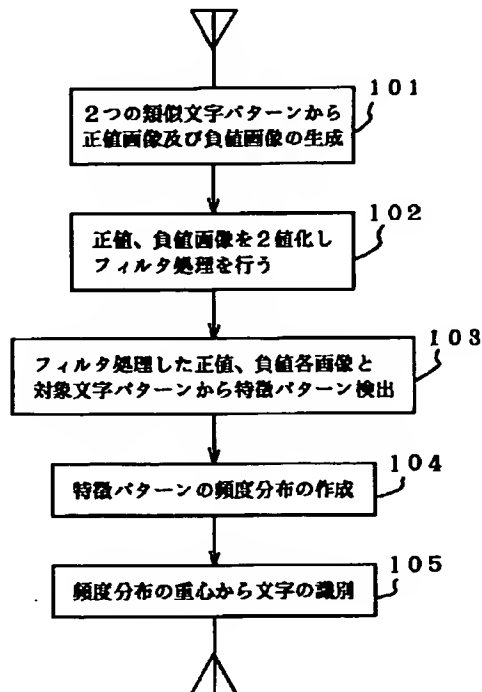 101
2つの類似文字パターンから
正値画像及び負値画像の生成
102
正値、負値画像を2値化し
フィルタ処理を行う
103
フィルタ処理した正値、負値各画像と
対象文字パターンから特徴パターン検出
104
特徴パターンの頻度分布の作成
105
頻度分布の重心から文字の識別